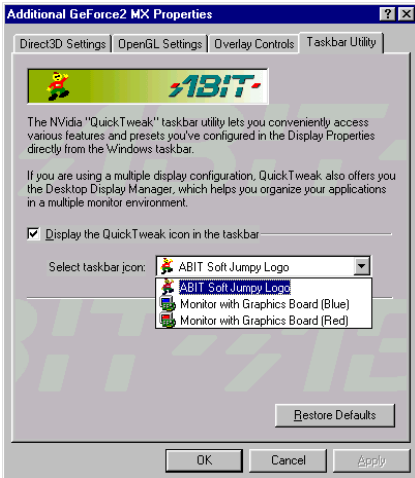 Additional GeForce2 MX Properties
Direct3D Settings OpenGL Settings Overlay Controls Taskbar Utility
ABIT
The NVidia "QuickTweak" taskbar utility lets you conveniently access
various features and presets you've configured in the Display Properties
directly from the Windows taskbar.
If you are using a multiple display configuration, QuickTweak also offers you
the Desktop Display Manager, which helps you organize your applications
in a multiple monitor environment.
Display the QuickTweak icon in the taskbar
Select taskbar icon: ABIT Soft Jumpy Logo
ABIT Soft Jumpy Logo
Monitor with Graphics Board (Blue)
Monitor with Graphics Board (Red)
Restore Defaults
OK Cancel Apply